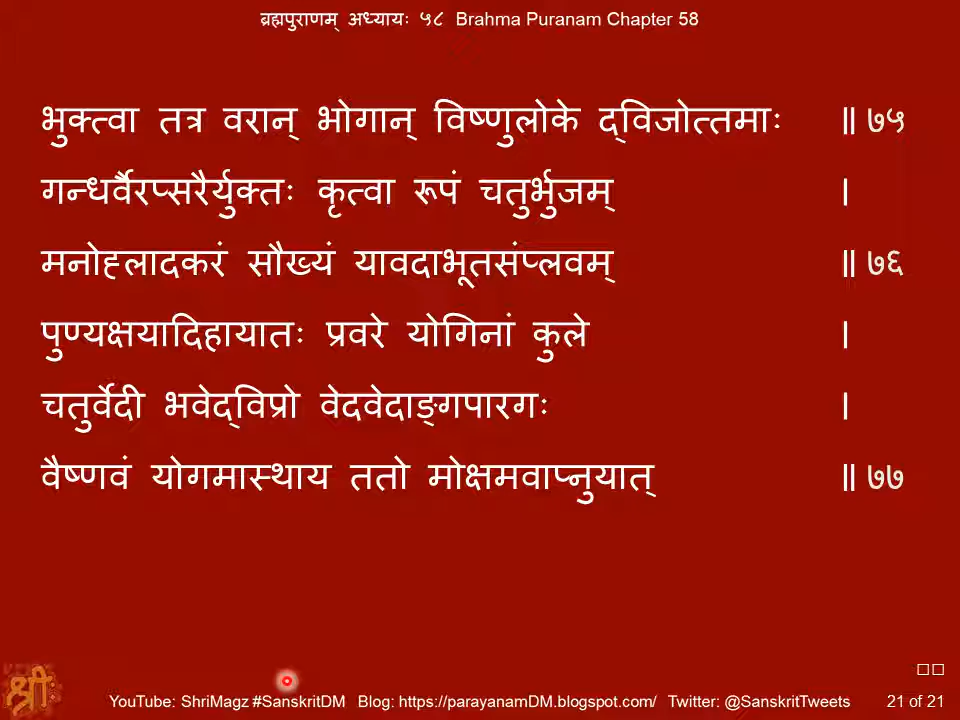 ब्रह्मपुराणम् अध्यायः ५८ Brahma Puranam Chapter 58
भुक्त्वा तत्र वरान् भोगान् विष्णुलोके द्विजोत्तमाः ॥ ७५
गन्धर्वैरप्सरैर्युक्तः कृत्वा रूपं चतुर्भुजम् ।
मनोह्लादकरं सौख्यं यावदाभूतसंप्लवम् ॥ ७६
पुण्यक्षयादिहायातः प्रवरे योगिनां कुले ।
चतुर्वेदी भवेद्विप्रो वेदवेदाङ्गपारगः ।
वैष्णवं योगमास्थाय ततो मोक्षमवाप्नुयात् ॥ ७७
श्रीः
YouTube: ShriMagz #SanskritDM Blog: https://parayanamDM.blogspot.com/ Twitter: @SanskritTweets 21 of 21